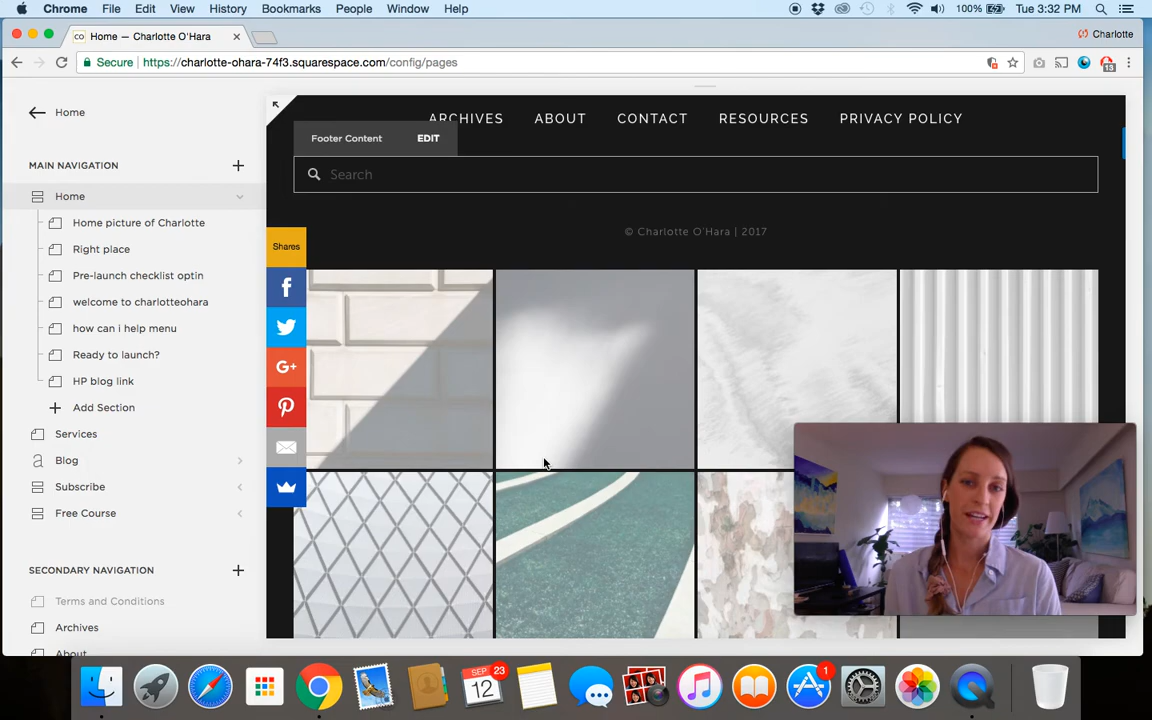 Chrome File Edit View History Bookmarks People Window Help 100% Tue 3:32 PM
CO Home — Charlotte O'Hara Charlotte
Secure https://charlotte-ohara-74f3.squarespace.com/config/pages 13
Home
MAIN NAVIGATION
Home
Home picture of Charlotte
Right place
Pre-launch checklist optin
welcome to charlotteohara
how can i help menu
Ready to launch?
HP blog link
Add Section
Services
Blog
Subscribe
Free Course
SECONDARY NAVIGATION
Terms and Conditions
Archives
About
ARCHIVES ABOUT CONTACT RESOURCES PRIVACY POLICY
Footer Content EDIT
Search
© Charlotte O'Hara | 2017
Shares
G+
SEP 23
12
1